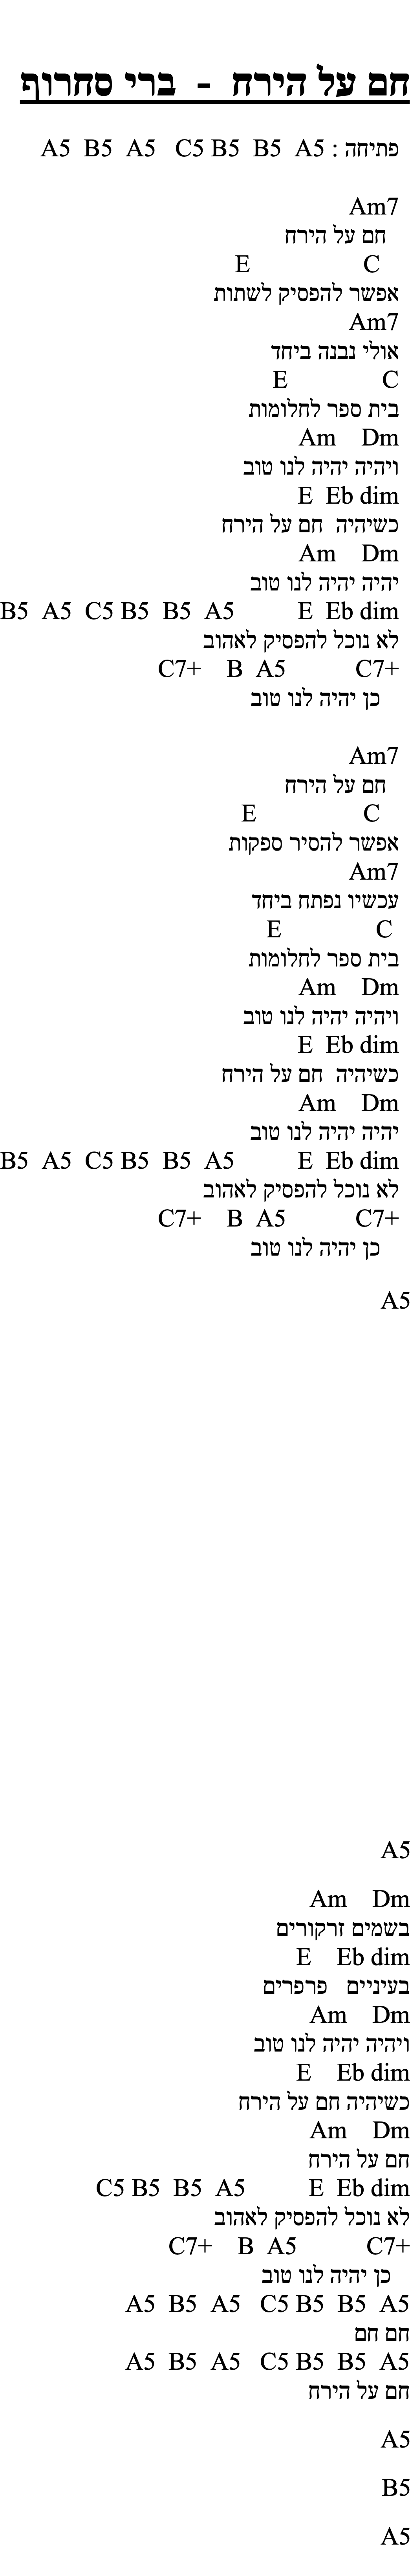 חם על הירח - ברי סחרוף
פתיחה : A5 B5 A5 C5 B5 B5 A5
Am7
חם על הירח
E C
אפשר להפסיק לשתות
Am7
אולי נבנה ביחד
E C
בית ספר לחלומות
Am Dm
ויהיה יהיה לנו טוב
E Eb dim
כשיהיה חם על הירח
Am Dm
יהיה יהיה לנו טוב
B5 A5 C5 B5 B5 A5 E Eb dim
לא נוכל להפסיק לאהוב
C7+ B A5 C7+
כן יהיה לנו טוב
Am7
חם על הירח
E C
אפשר להסיר ספקות
Am7
עכשיו נפתח ביחד
E C
בית ספר לחלומות
Am Dm
ויהיה יהיה לנו טוב
E Eb dim
כשיהיה חם על הירח
Am Dm
יהיה יהיה לנו טוב
B5 A5 C5 B5 B5 A5 E Eb dim
לא נוכל להפסיק לאהוב
C7+ B A5 C7+
כן יהיה לנו טוב
A5
A5
Am Dm
בשמים זרקורים
E Eb dim
בעיניים פרפרים
Am Dm
ויהיה יהיה לנו טוב
E Eb dim
כשיהיה חם על הירח
Am Dm
חם על הירח
C5 B5 B5 A5 E Eb dim
לא נוכל להפסיק לאהוב
C7+ B A5 C7+
כן יהיה לנו טוב
A5 B5 A5 C5 B5 B5 A5
חם חם
A5 B5 A5 C5 B5 B5 A5
חם על הירח
A5
B5
A5